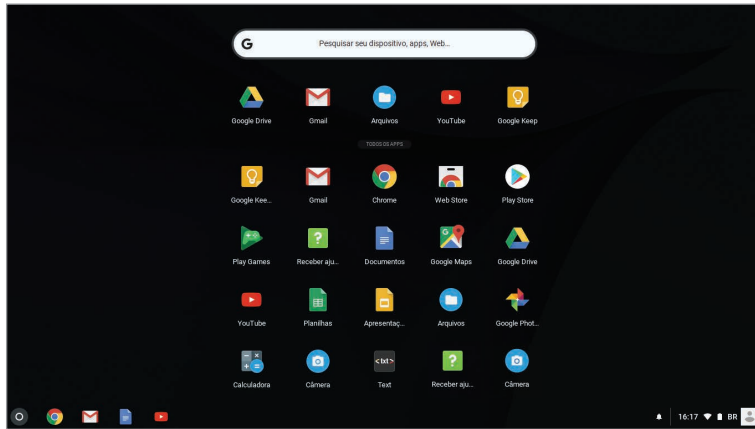 G Pesquisar seu dispositivo, apps, Web...
Google Drive Gmail Arquivos YouTube Google Keep
TODOS OS APPS
Google Kee... Gmail Chrome Web Store Play Store
Play Games Receber aju... Documentos Google Maps Google Drive
YouTube Planilhas Apresentaç... Arquivos Google Phot...
<txt>
Calculadora Câmera Text Receber aju... Câmera
16:17 BR